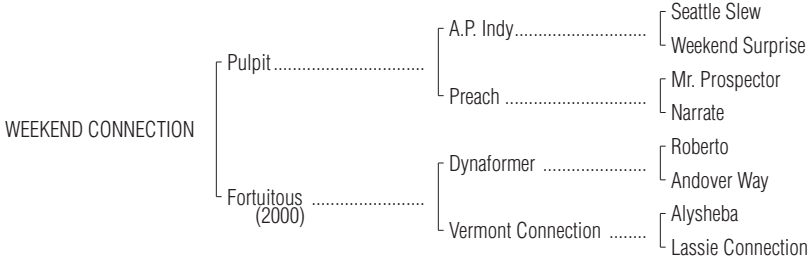 Seattle Slew
A.P. Indy..............................
Weekend Surprise
Pulpit..................................
Mr. Prospector
Preach ................................
Narrate
WEEKEND CONNECTION
Roberto
Dynaformer .......................
Andover Way
Fortuitous .........................
(2000)
Alysheba
Vermont Connection ........
Lassie Connection